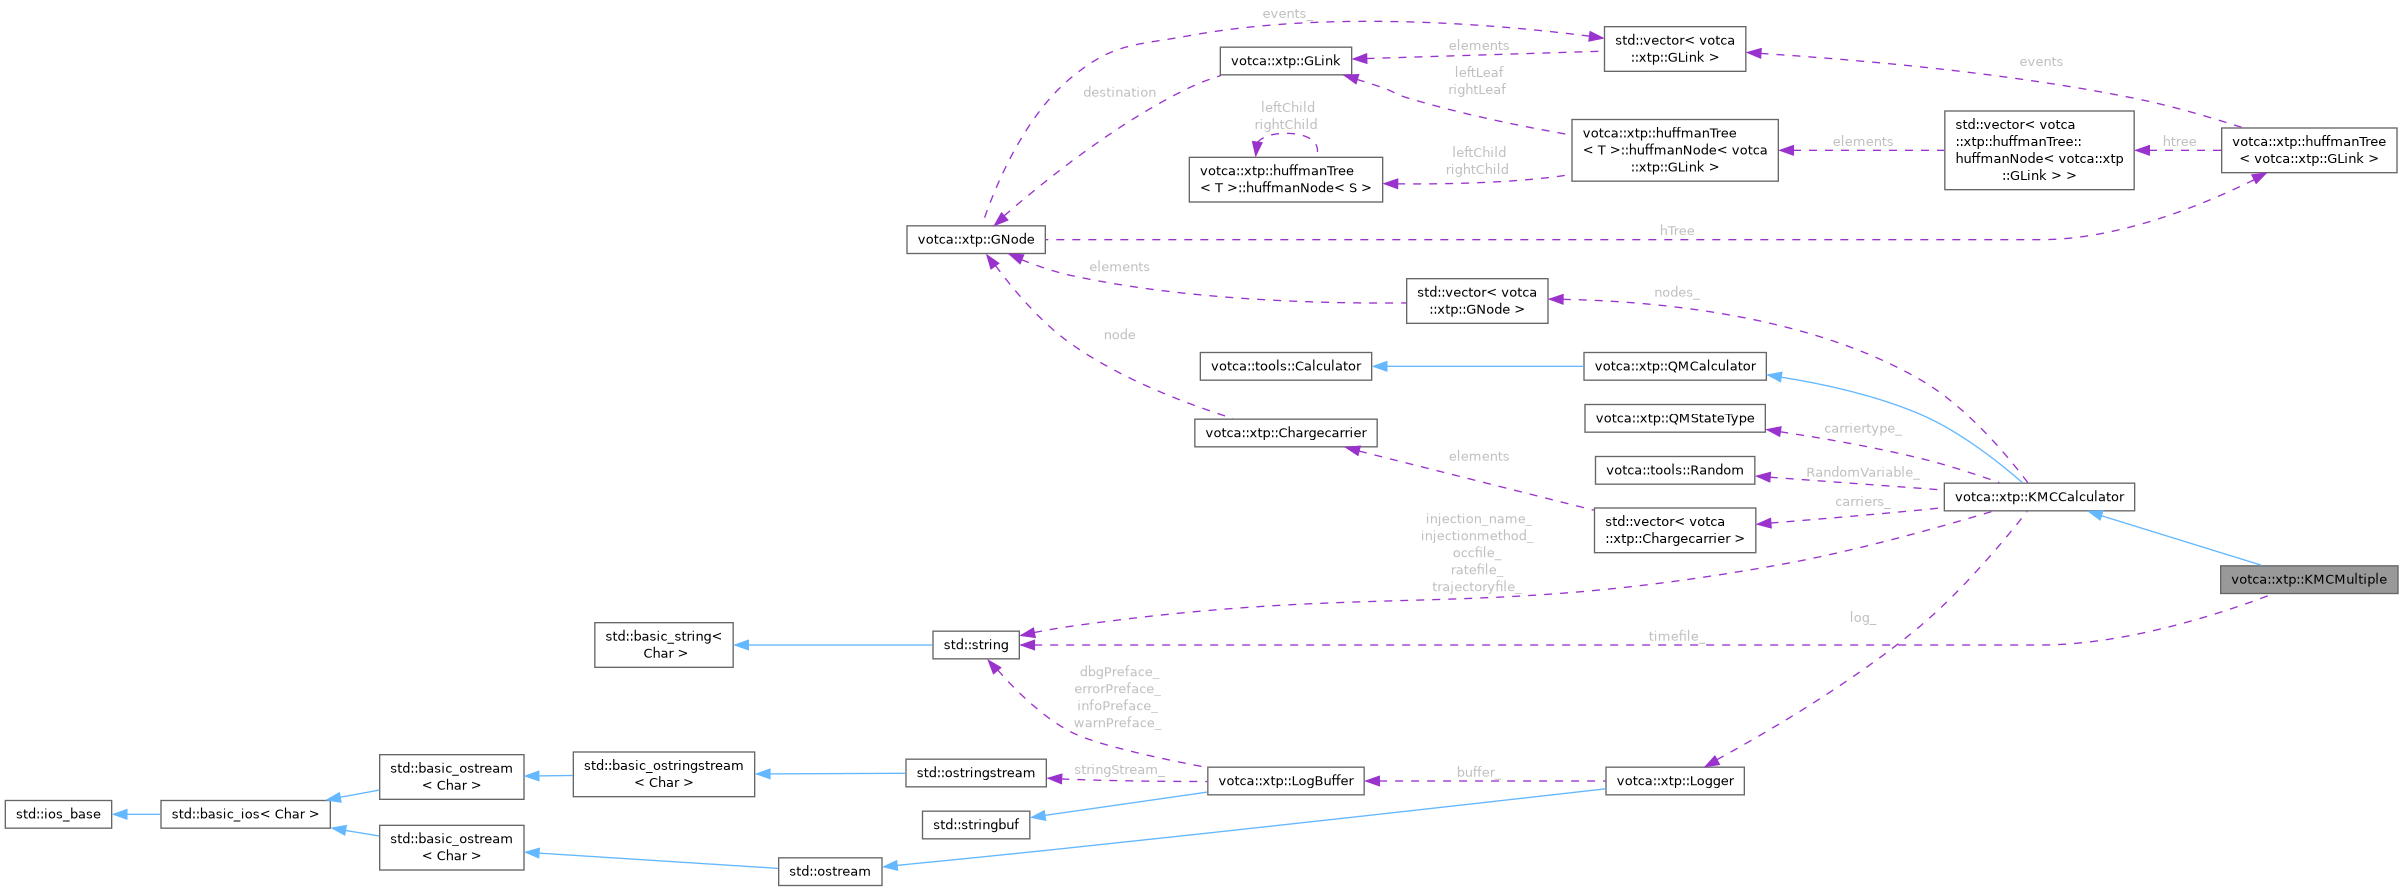 events_
std::vector< votca
::xtp::GLink >
elements
votca::xtp::GLink
events
leftLeaf
rightLeaf
destination
leftChild
rightChild
std::vector< votca
::xtp::huffmanTree::
huffmanNode< votca::xtp
::GLink > >
votca::xtp::huffmanTree
< T >::huffmanNode< votca
::xtp::GLink >
elements
htree
votca::xtp::huffmanTree
< votca::xtp::GLink >
leftChild
rightChild
votca::xtp::huffmanTree
< T >::huffmanNode< S >
votca::xtp::GNode
hTree
elements
std::vector< votca
::xtp::GNode >
nodes_
node
votca::tools::Calculator
votca::xtp::QMCalculator
votca::xtp::QMStateType
carriertype_
votca::xtp::Chargecarrier
elements
votca::tools::Random
RandomVariable_
votca::xtp::KMCCalculator
carriers_
std::vector< votca
::xtp::Chargecarrier >
injection_name_
injectionmethod_
occfile_
ratefile_
trajectoryfile_
votca::xtp::KMCMultiple
log_
std::basic_string<
Char >
std::string
timefile_
dbgPreface_
errorPreface_
infoPreface_
warnPreface_
std::basic_ostream
< Char >
std::basic_ostringstream
< Char >
std::ostringstream
stringStream_
votca::xtp::LogBuffer
buffer_
votca::xtp::Logger
std::ios_base
std::basic_ios< Char >
std::stringbuf
std::basic_ostream
< Char >
std::ostream